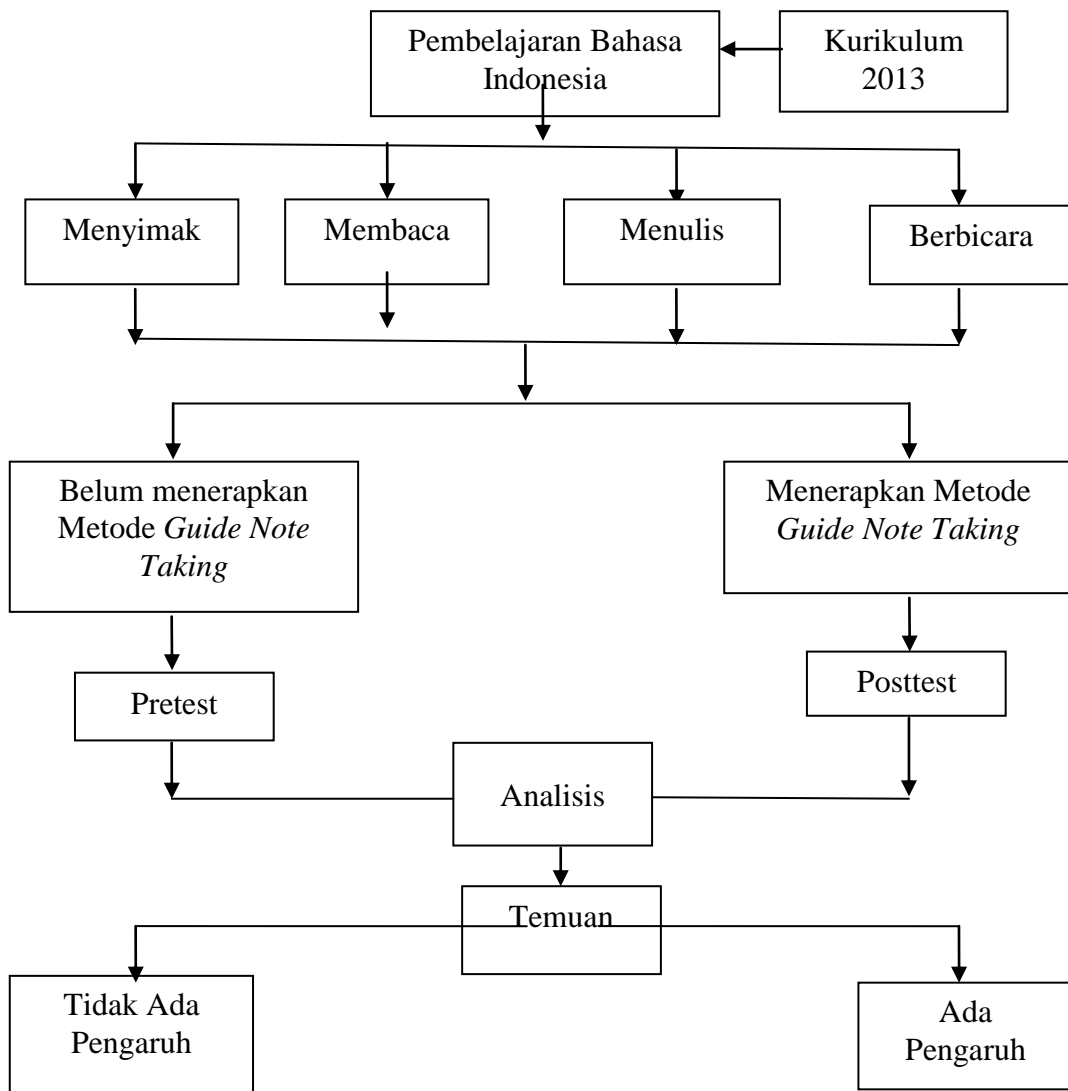 Pembelajaran Bahasa
Indonesia
Kurikulum
2013
Menyimak
Membaca
Menulis
Berbicara
Belum menerapkan
Metode Guide Note
Taking
Menerapkan Metode
Guide Note Taking
Pretest
Posttest
Analisis
Temuan
Tidak Ada
Pengaruh
Ada
Pengaruh